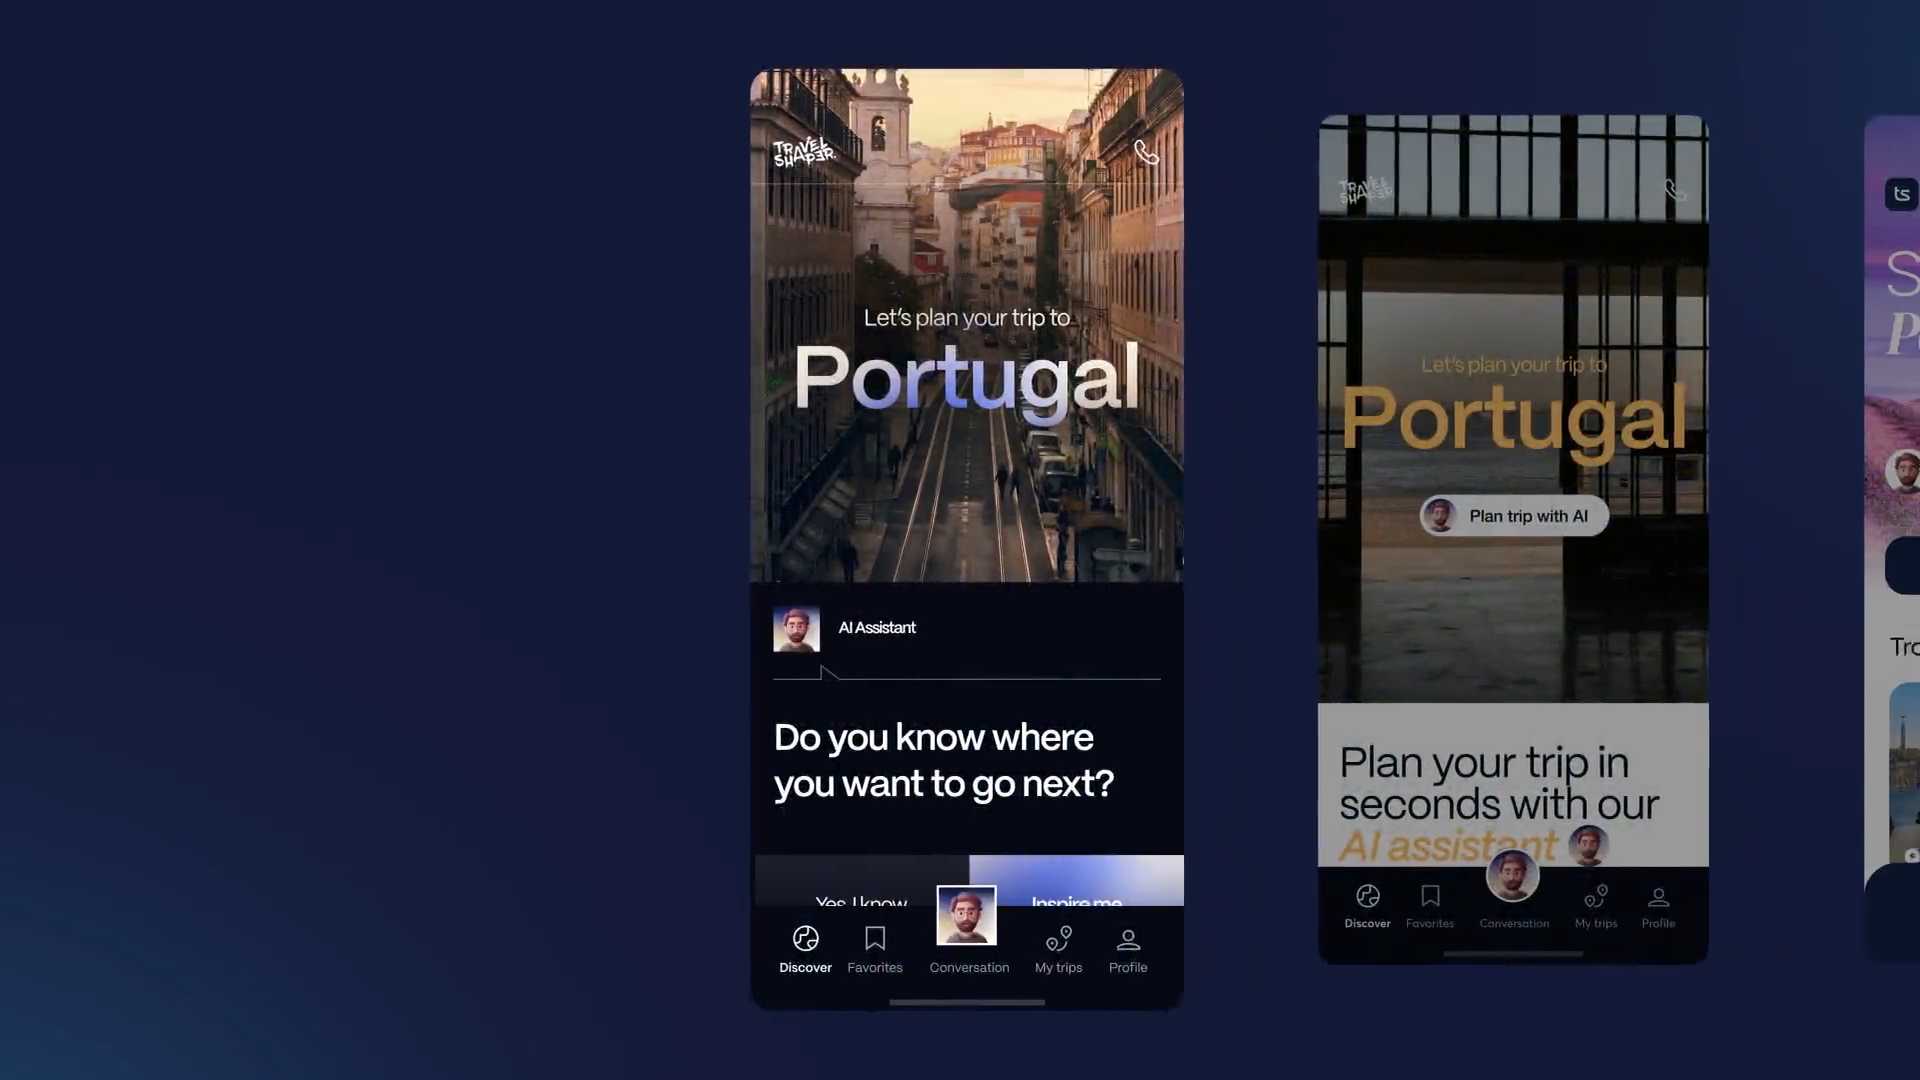 TRAVEL
SHAPER.
Let's plan your trip to
Portugal
AI Assistant
Do you know where
you want to go next?
Yes, I know
Inspire me
Discover
Favorites
Conversation
My trips
Profile
TRAVEL
SHAPER
Let's plan your trip to
Portugal
Plan trip with AI
Plan your trip in
seconds with our
AI assistant
Discover
Favorites
Conversation
My trips
Profile
ts